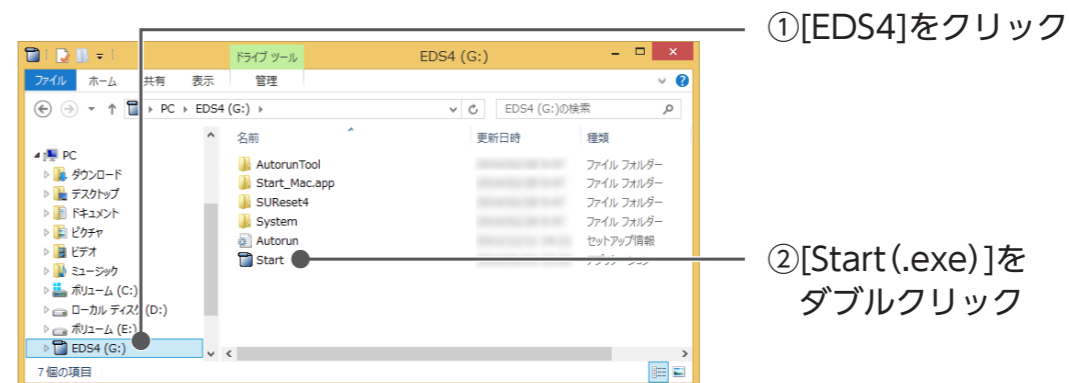 ①[EDS4]をクリック
ドライブ ツール
EDS4 (G:)
ファイル ホーム 共有 表示 管理
PC EDS4 (G:) EDS4 (G:)の検索
名前 更新日時 種類
PC
ダウンロード
デスクトップ
ドキュメント
ピクチャ
ビデオ
ミュージック
ボリューム (C:)
ローカル ディスク (D:)
ボリューム (E:)
EDS4 (G:)
AutorunTool ファイル フォルダー
Start_Mac.app ファイル フォルダー
SUReset4 ファイル フォルダー
System ファイル フォルダー
Autorun セットアップ情報
Start アプリケーション
②[Start(.exe)]を
ダブルクリック
7 個の項目